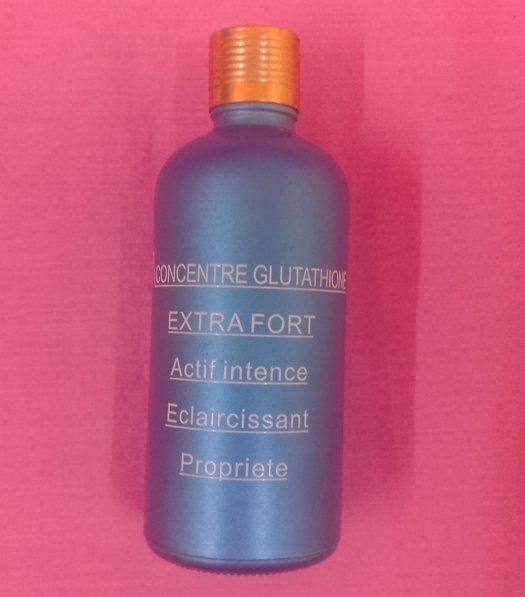 CONCENTRE GLUTATHIONE
EXTRA FORT
Actif intence
Eclaircissant
Propriete